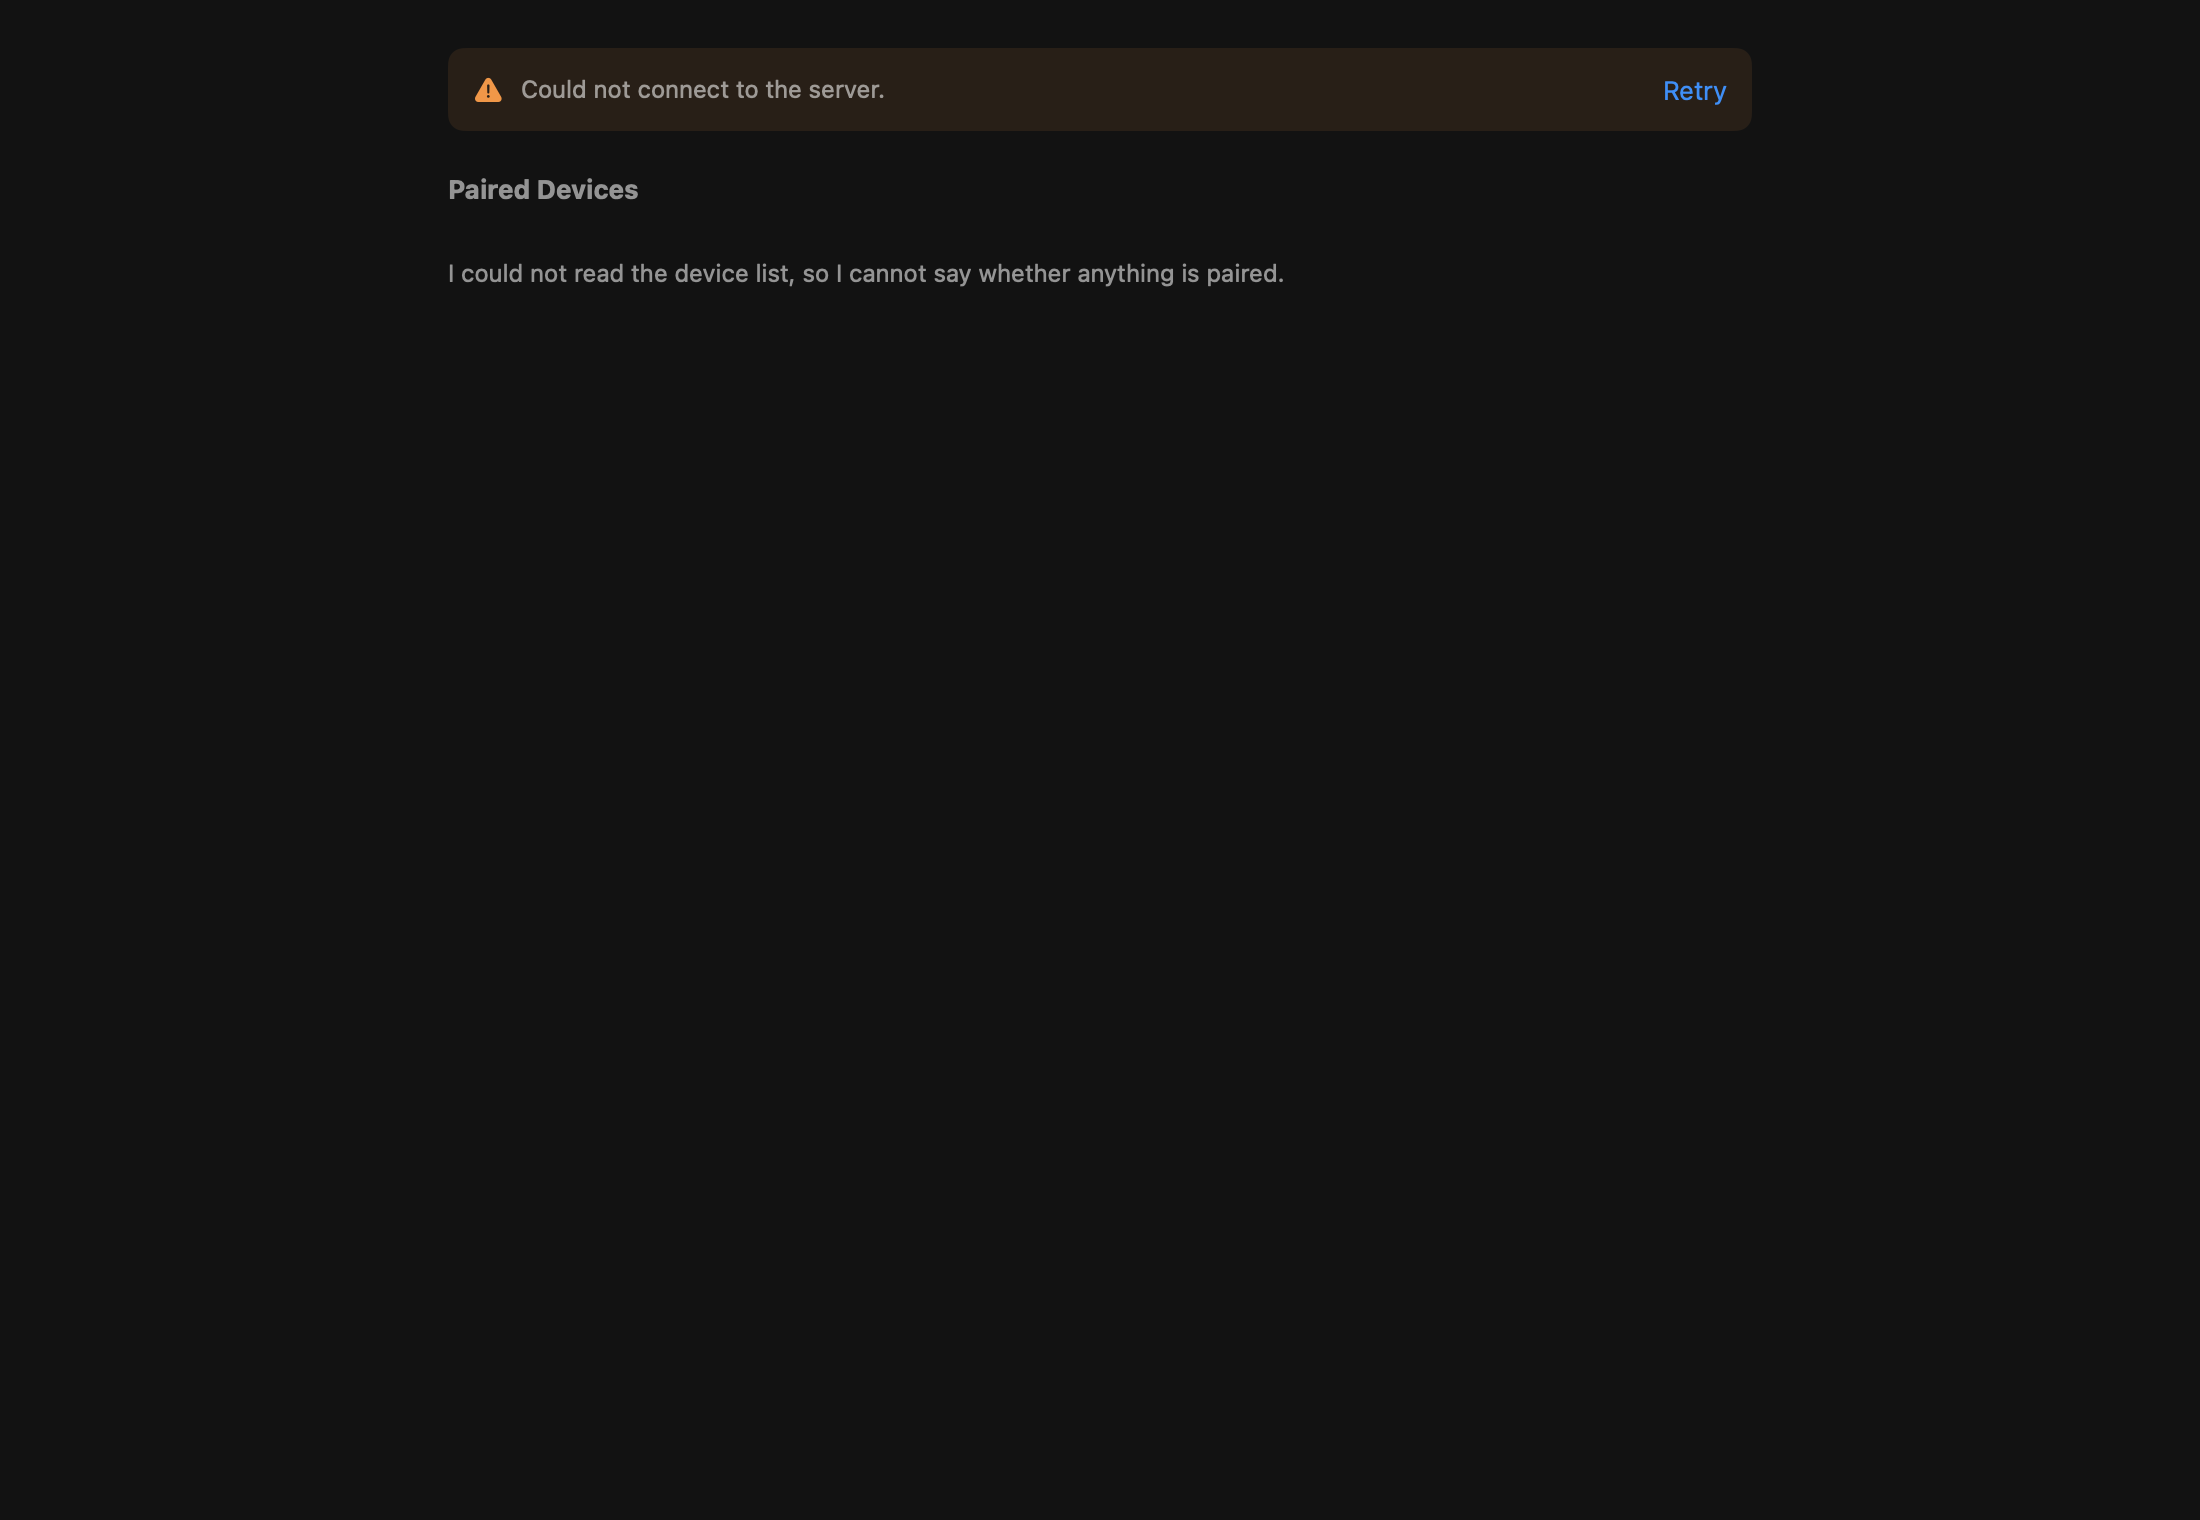 Could not connect to the server.
Retry
Paired Devices
I could not read the device list, so I cannot say whether anything is paired.